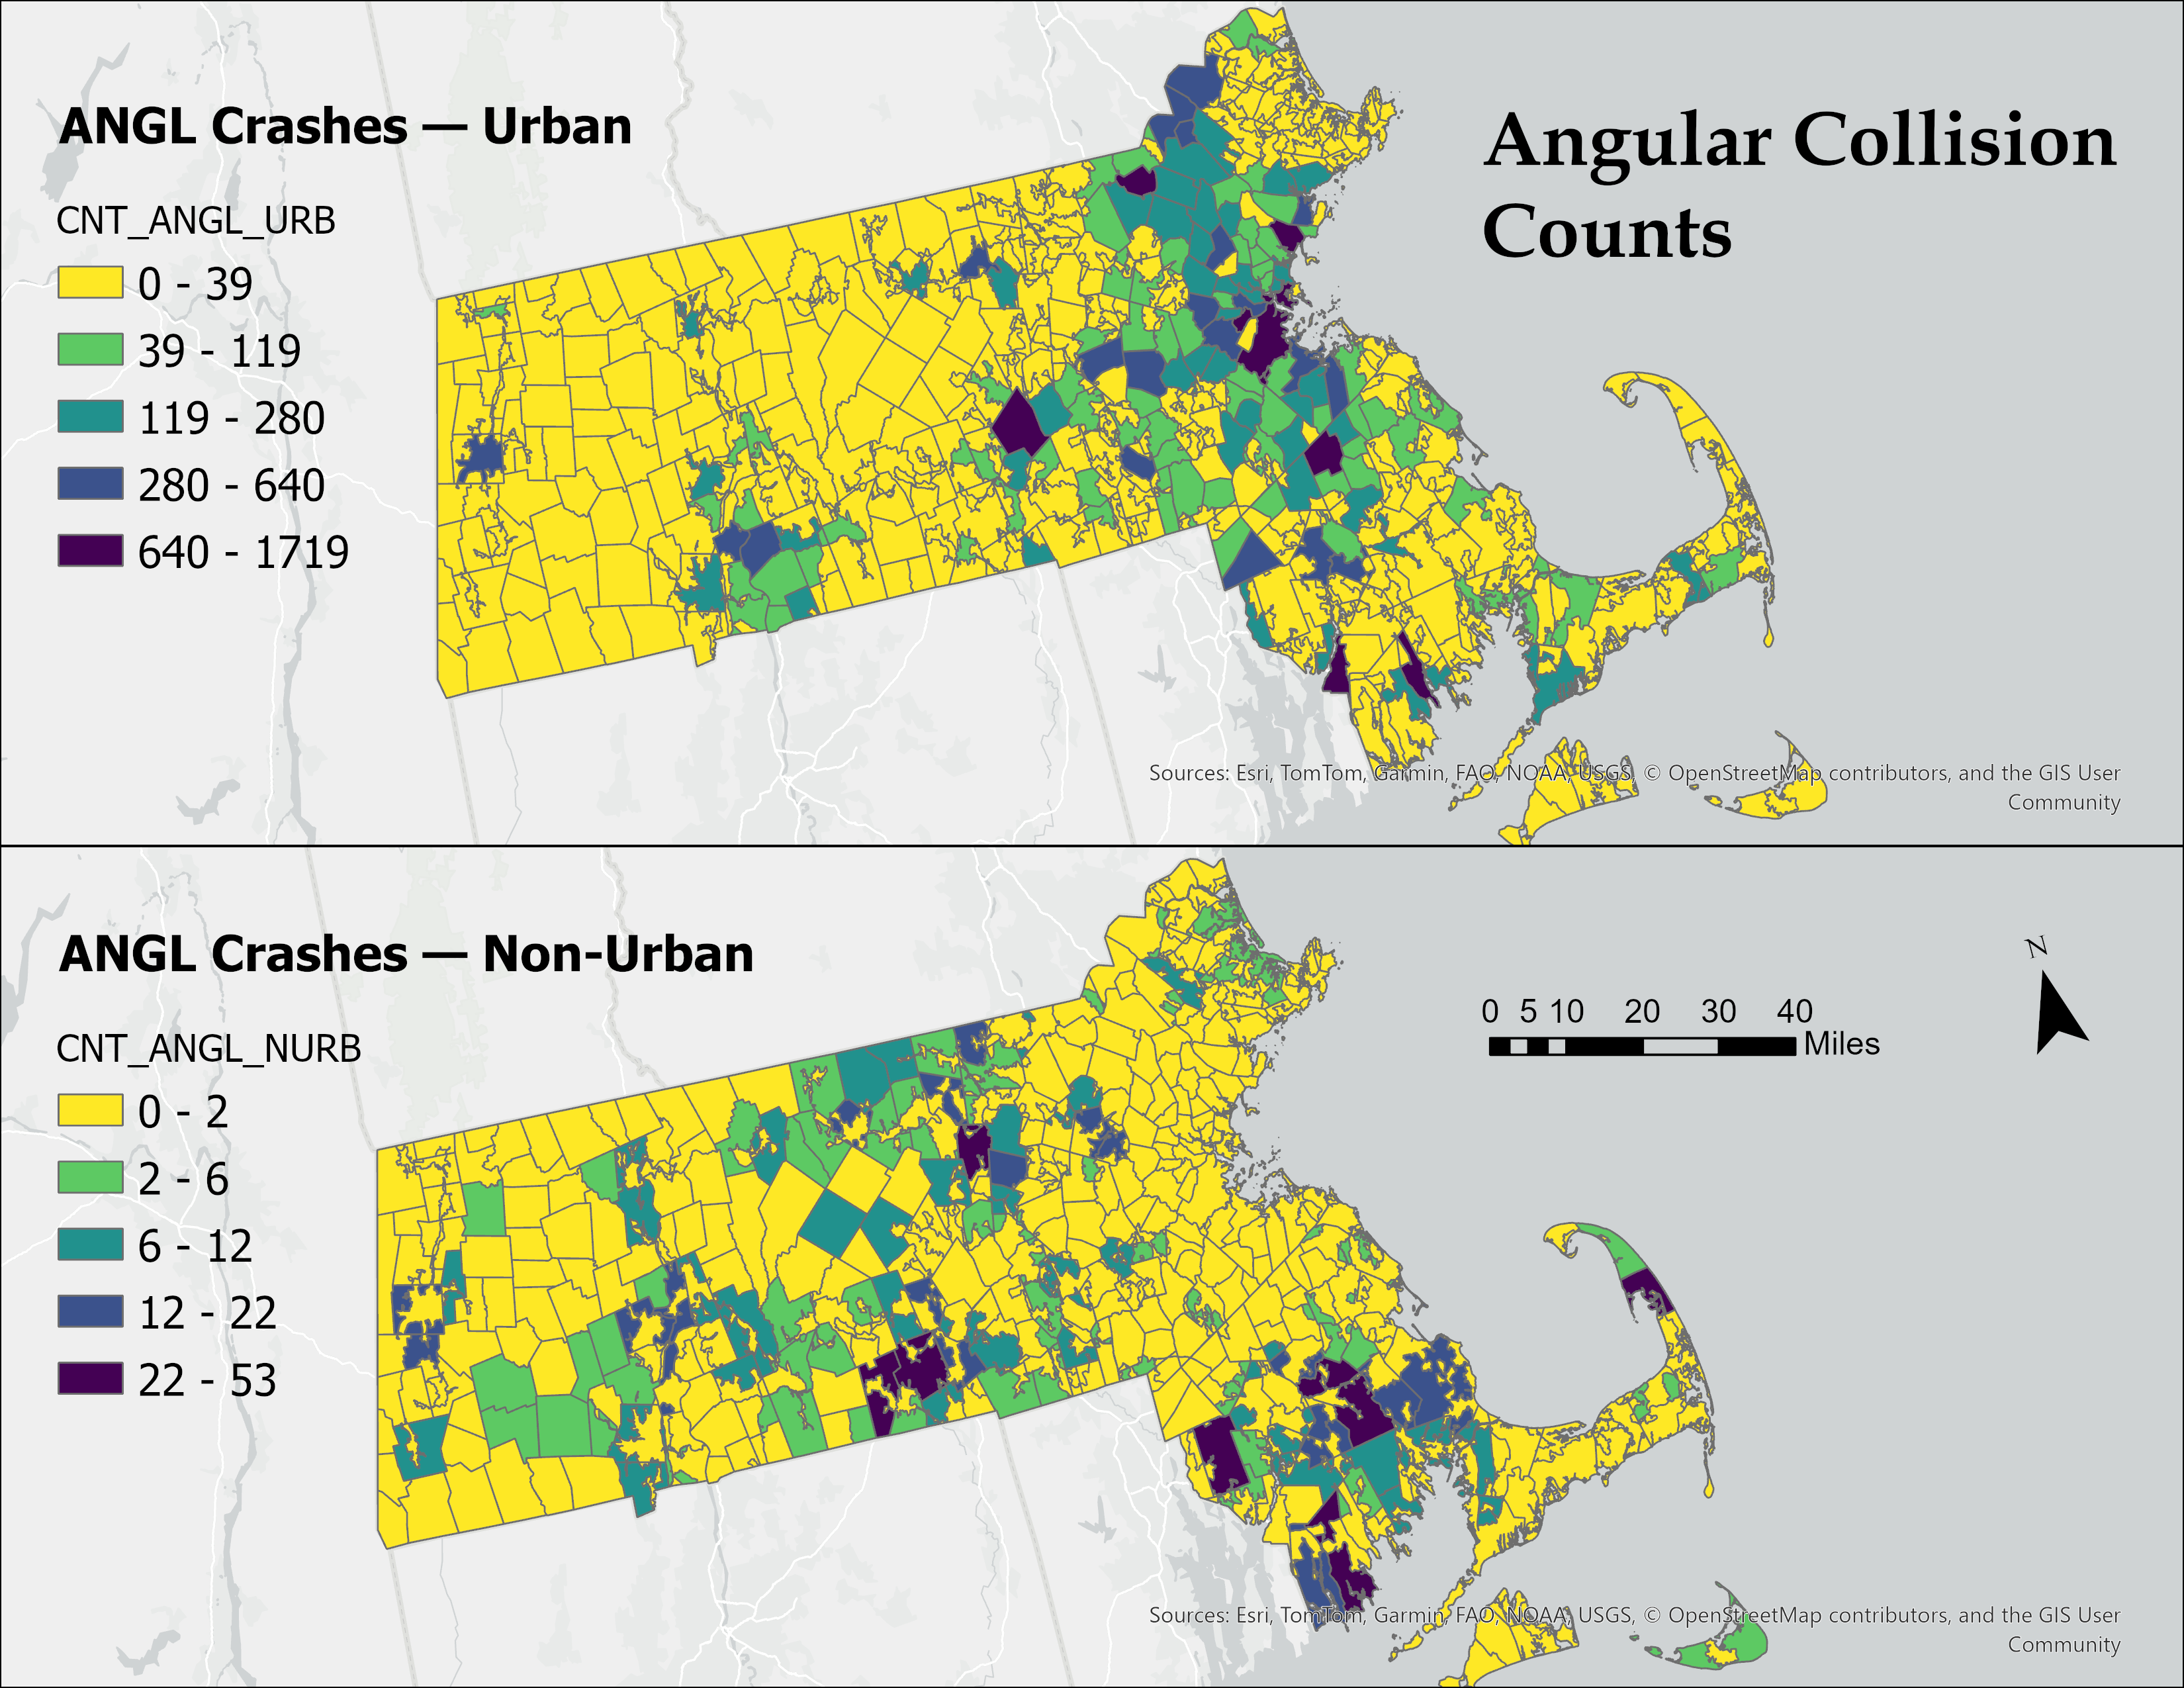 ANGL Crashes — Urban
CNT_ANGL_URB
0 - 39
39 - 119
119 - 280
280 - 640
640 - 1719
Angular Collision
Counts
Sources: Esri, TomTom, Garmin, FAO, NOAA, USGS, © OpenStreetMap contributors, and the GIS User
Community
ANGL Crashes — Non-Urban
CNT_ANGL_NURB
0 - 2
2 - 6
6 - 12
12 - 22
22 - 53
N
0 5 10 20 30 40
Miles
Sources: Esri, TomTom, Garmin, FAO, NOAA, USGS, © OpenStreetMap contributors, and the GIS User
Community